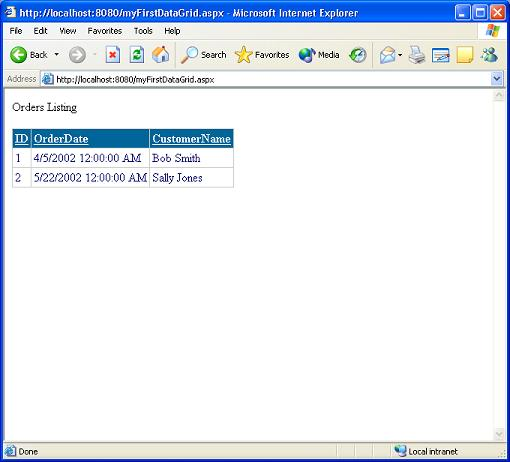 http://localhost:8080/myFirstDataGrid.aspx - Microsoft Internet Explorer
File Edit View Favorites Tools Help
Back Search Favorites Media
Address http://localhost:8080/myFirstDataGrid.aspx
Orders Listing
ID OrderDate CustomerName
1 4/5/2002 12:00:00 AM Bob Smith
2 5/22/2002 12:00:00 AM Sally Jones
Done Local intranet